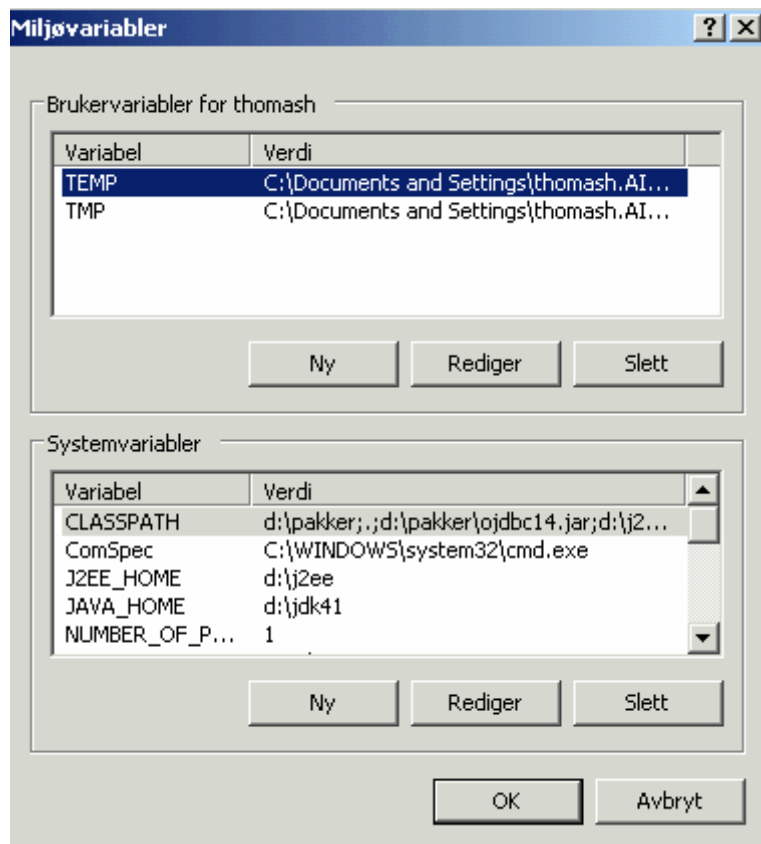 Miljøvariabler
Brukervariabler for thomash
Variabel Verdi
TEMP C:\Documents and Settings\thomash.AI...
TMP C:\Documents and Settings\thomash.AI...
Ny Rediger Slett
Systemvariabler
Variabel Verdi
CLASSPATH d:\pakker;.;d:\pakker\ojdbc14.jar;d:\j2...
ComSpec C:\WINDOWS\system32\cmd.exe
J2EE_HOME d:\j2ee
JAVA_HOME d:\jdk41
NUMBER_OF_P... 1
Ny Rediger Slett
OK Avbryt